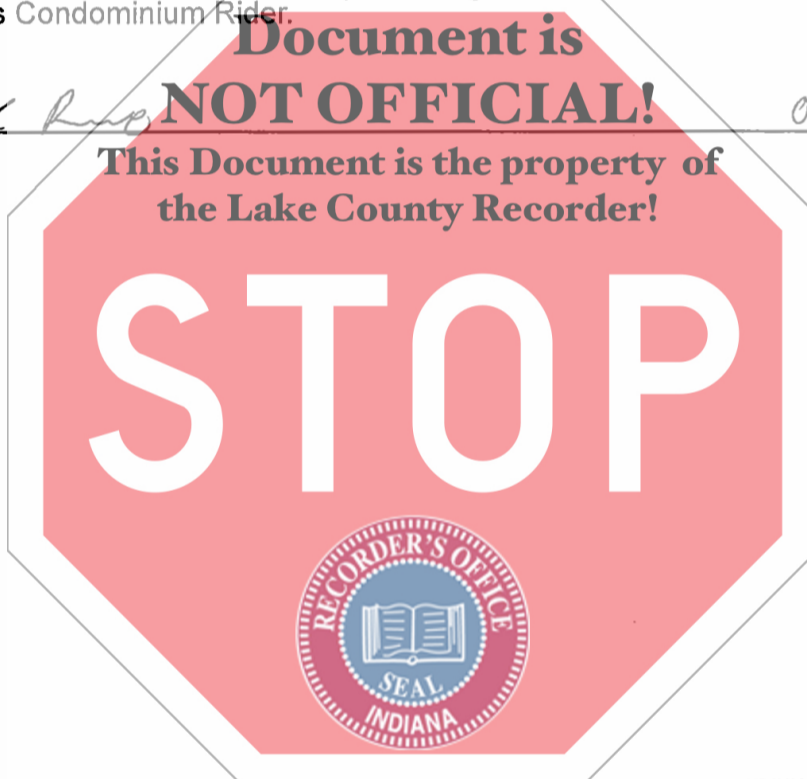 s Condominium Rider.
Document is
NOT OFFICIAL!
This Document is the property of
the Lake County Recorder!
STOP
RECORDER'S OFFICE
SEAL
INDIANA